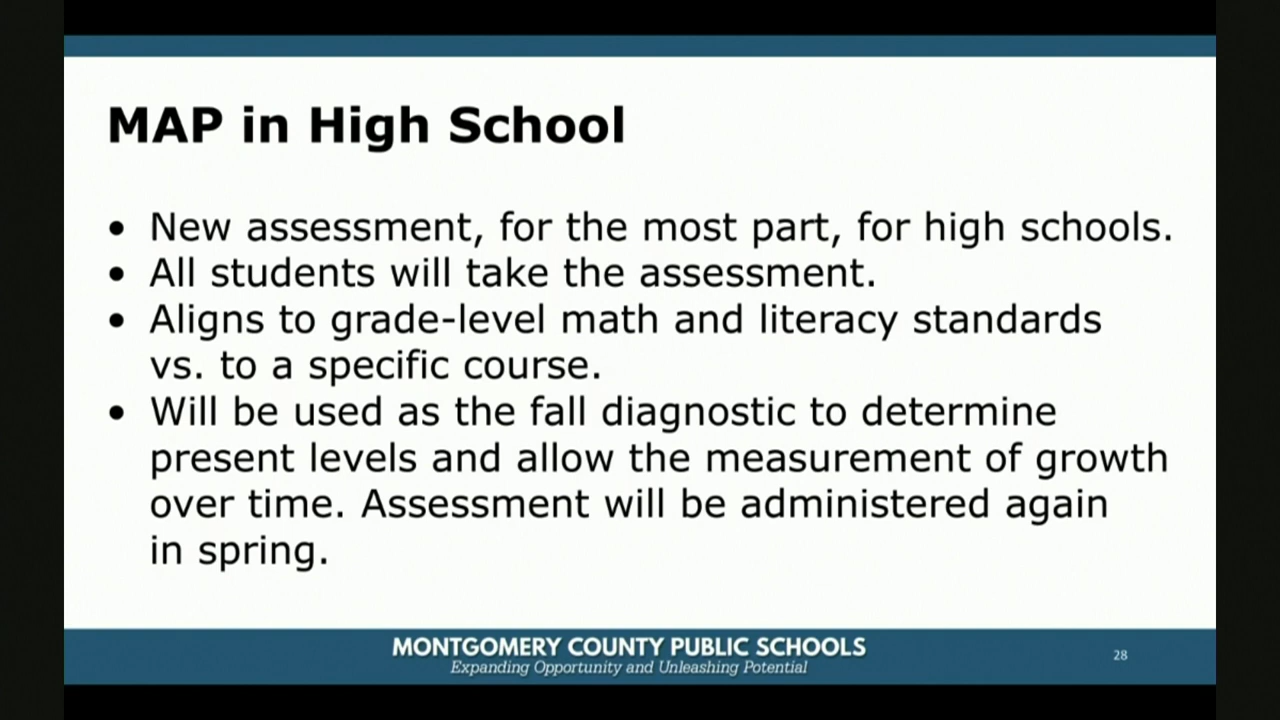 MAP in High School
• New assessment, for the most part, for high schools.
• All students will take the assessment.
• Aligns to grade-level math and literacy standards
vs. to a specific course.
• Will be used as the fall diagnostic to determine
present levels and allow the measurement of growth
over time. Assessment will be administered again
in spring.
MONTGOMERY COUNTY PUBLIC SCHOOLS
Expanding Opportunity and Unleashing Potential
28